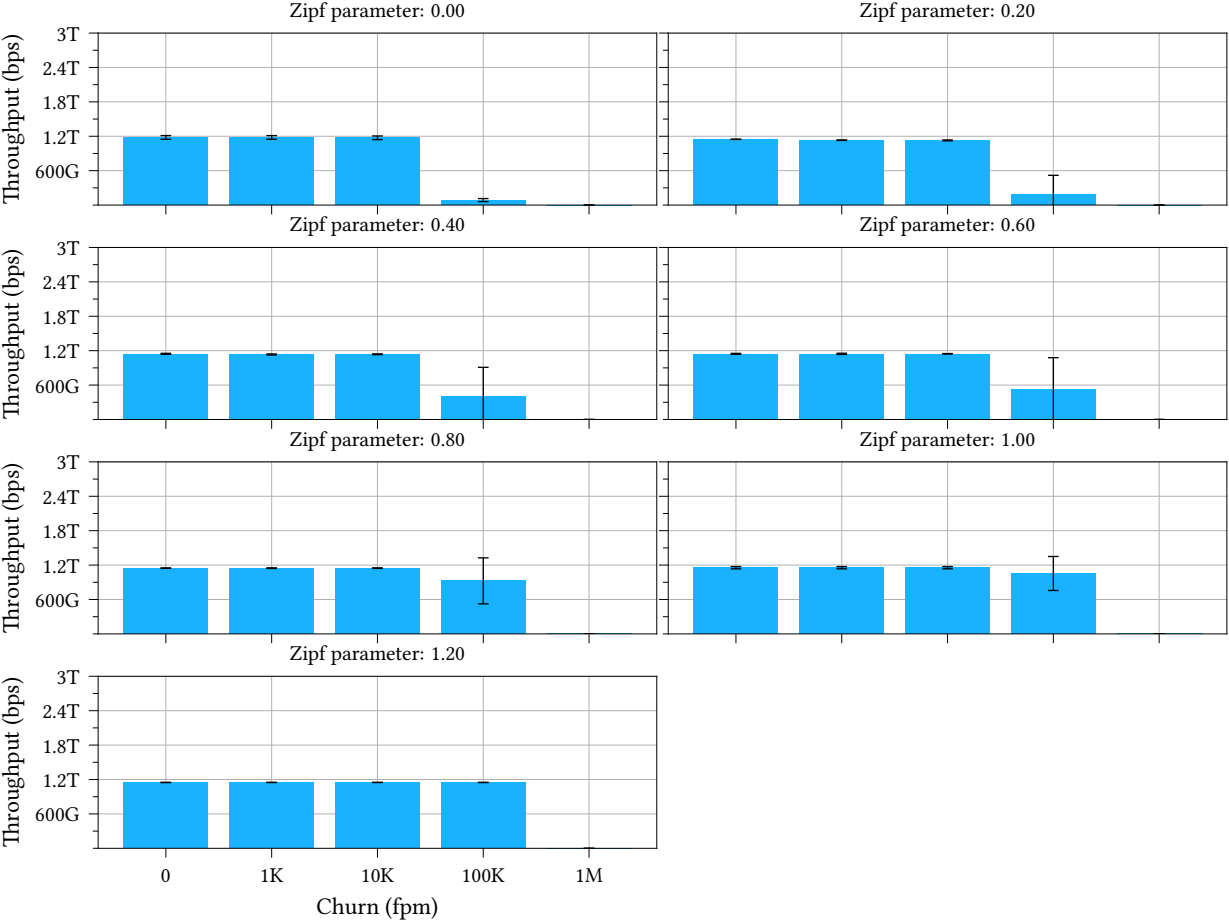 Zipf parameter: 0.00
Zipf parameter: 0.20
Throughput (bps)
3T
2.4T
1.8T
1.2T
600G
Zipf parameter: 0.40
Zipf parameter: 0.60
Throughput (bps)
3T
2.4T
1.8T
1.2T
600G
Zipf parameter: 0.80
Zipf parameter: 1.00
Throughput (bps)
3T
2.4T
1.8T
1.2T
600G
Zipf parameter: 1.20
Throughput (bps)
3T
2.4T
1.8T
1.2T
600G
0 1K 10K 100K 1M
Churn (fpm)